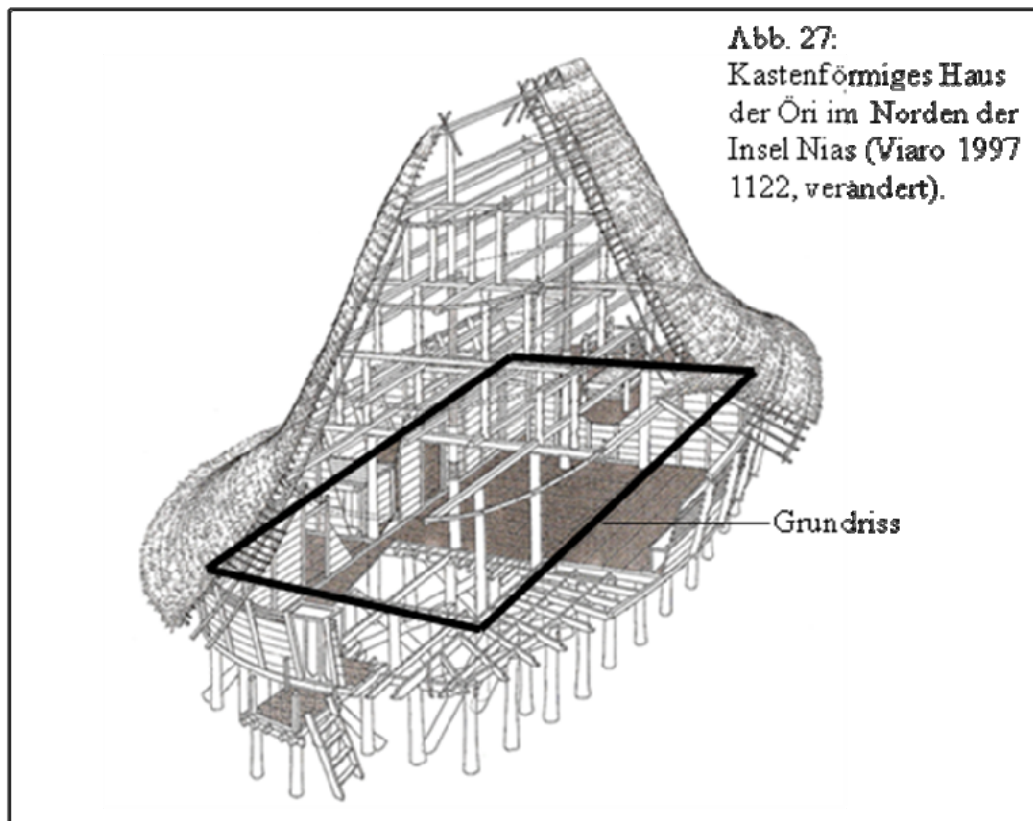 Abb. 27:
Kastenförmiges Haus
der Öri im Norden der
Insel Nias (Viaro 1997
1122, verändert).
Grundriss